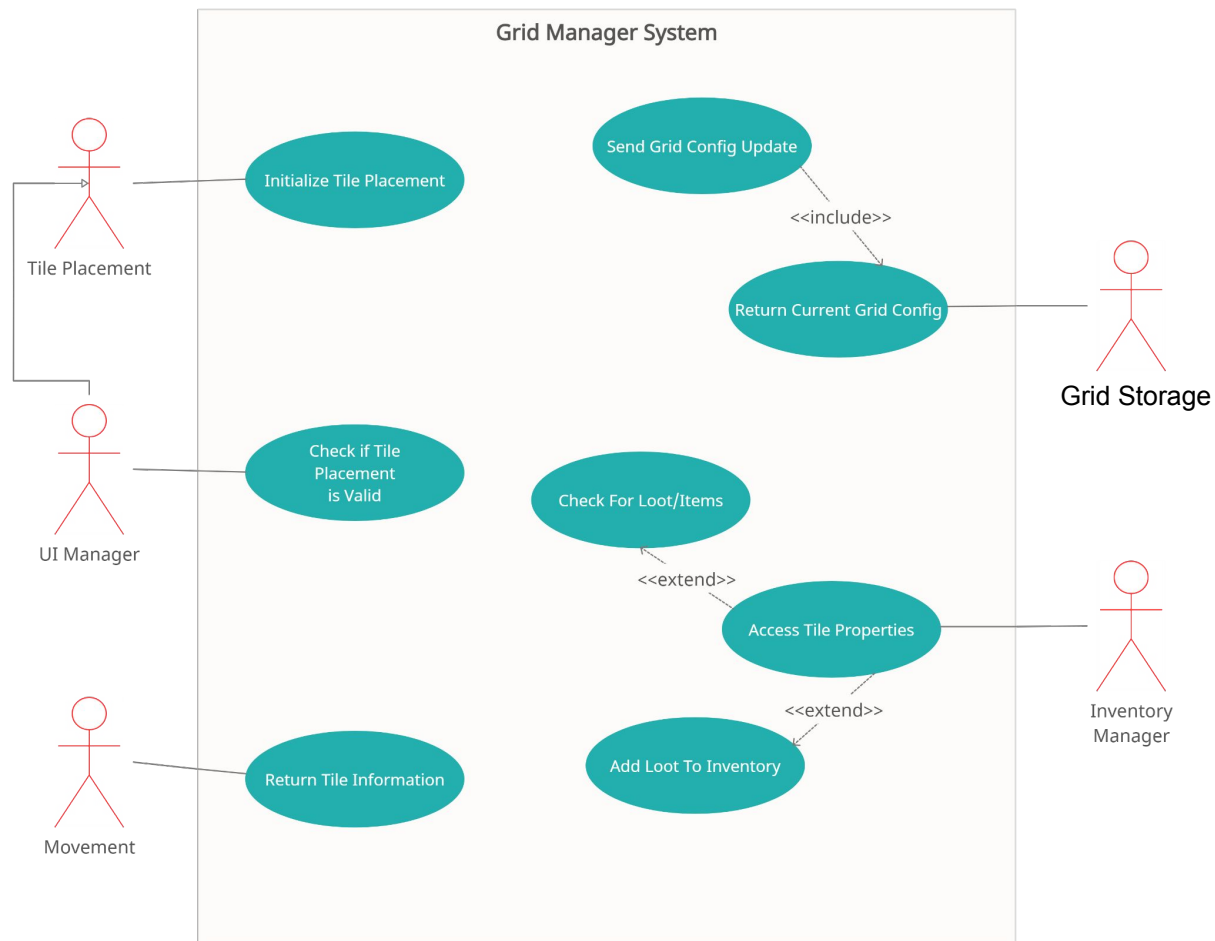 Grid Manager System
Send Grid Config Update
Initialize Tile Placement
<<include>>
Tile Placement
Return Current Grid Config
Grid Storage
Check if Tile
Placement
is Valid
Check For Loot/Items
UI Manager
<<extend>>
Access Tile Properties
<<extend>>
Inventory
Manager
Add Loot To Inventory
Return Tile Information
Movement